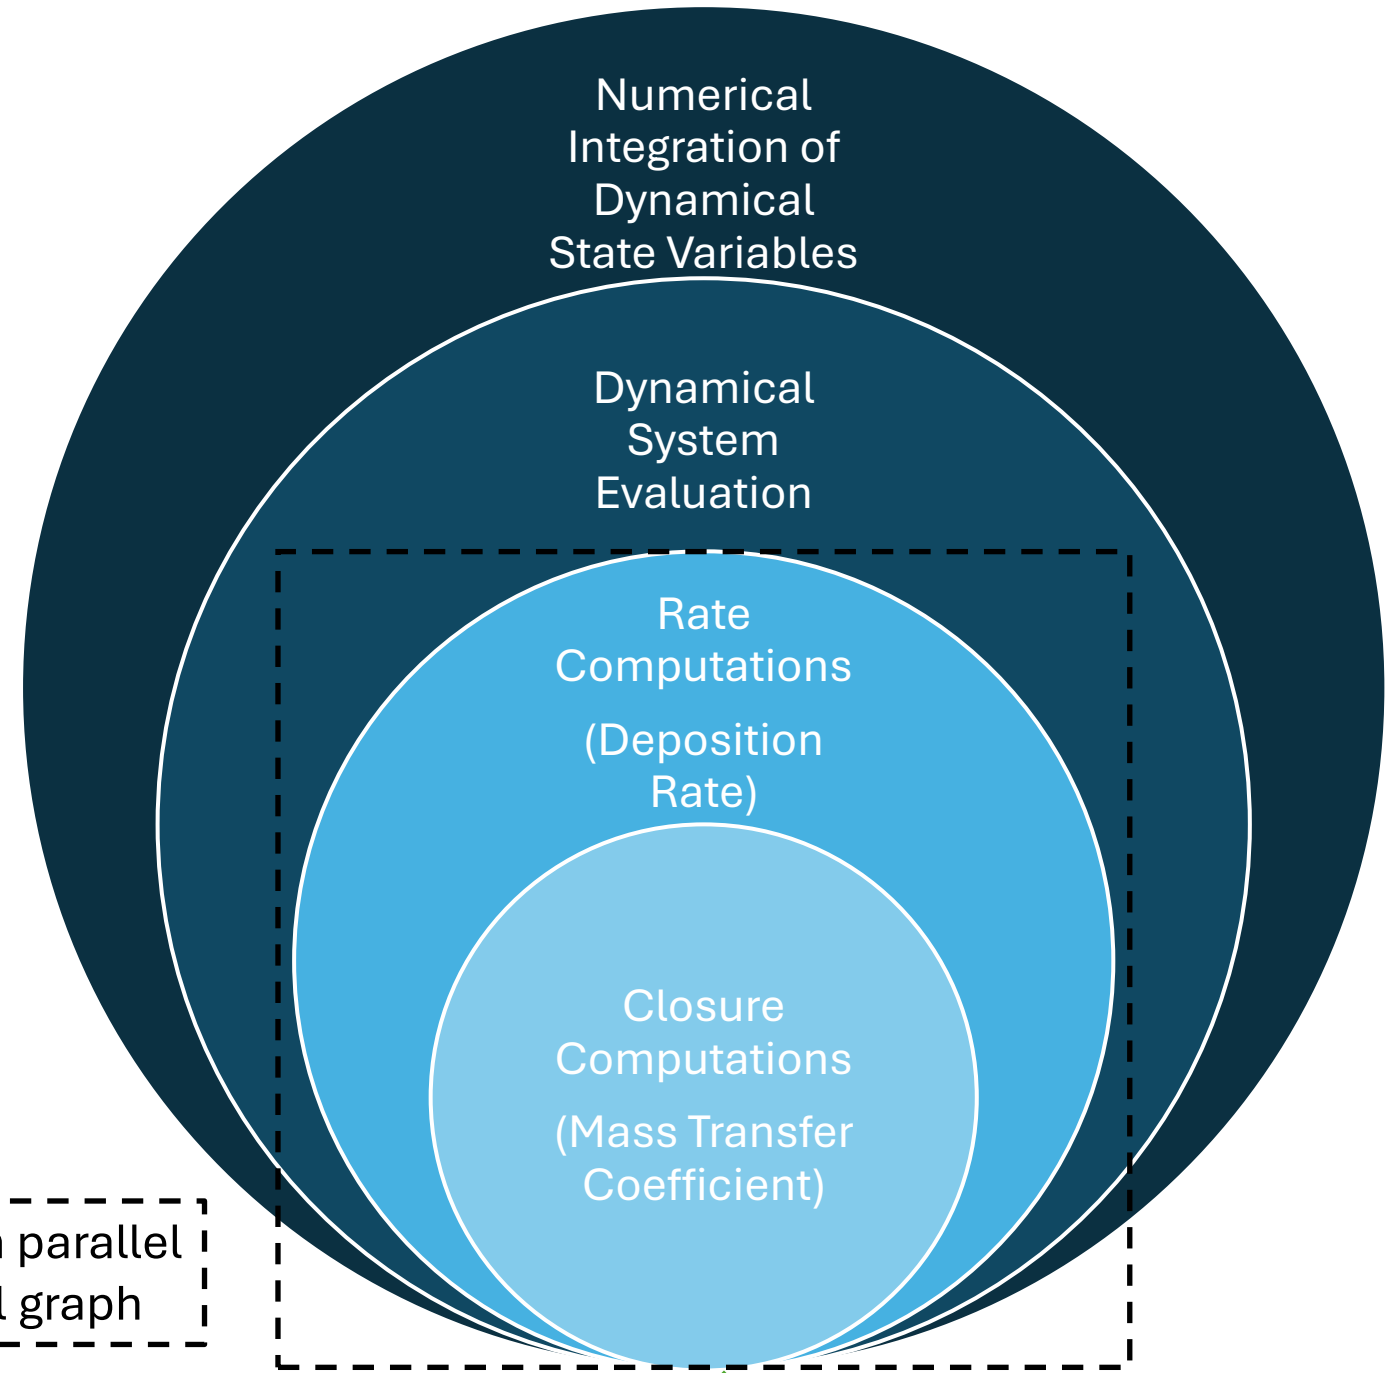 Numerical
Integration of
Dynamical
State Variables
Dynamical
System
Evaluation
Rate
Computations
(Deposition
Rate)
Closure
Computations
(Mass Transfer
Coefficient)
parallel
graph